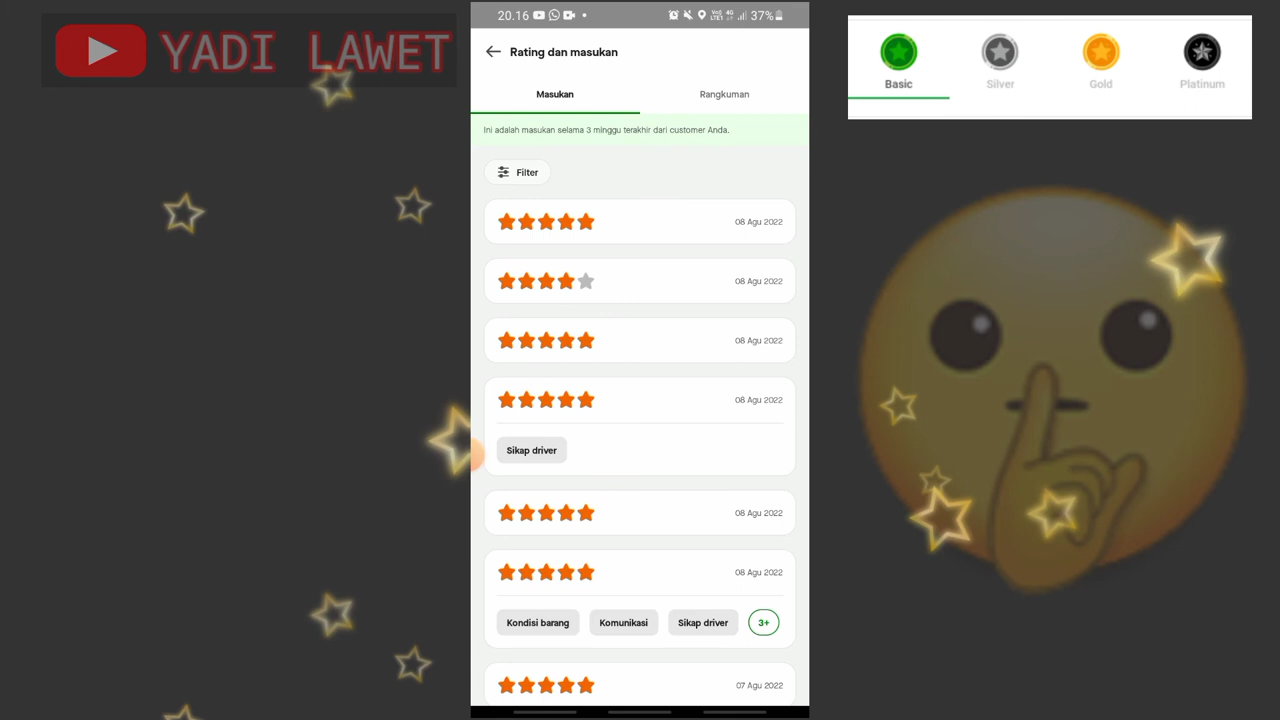 YADI LAWET
20.16
37%
Rating dan masukan
Masukan
Rangkuman
Ini adalah masukan selama 3 minggu terakhir dari customer Anda.
Filter
08 Agu 2022
08 Agu 2022
08 Agu 2022
08 Agu 2022
Sikap driver
08 Agu 2022
08 Agu 2022
Kondisi barang
Komunikasi
Sikap driver
3+
07 Agu 2022
Basic
Silver
Gold
Platinum